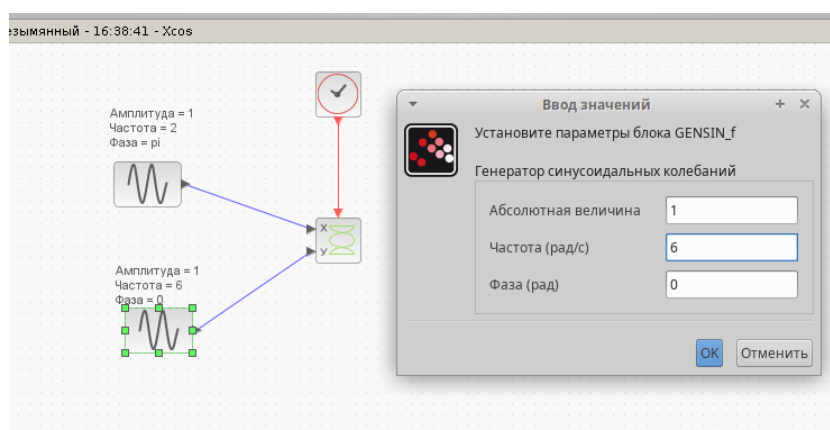 езымянный - 16:38:41 - Xcos
Амплитуда = 1
Частота = 2
Фаза = pi
X
У
Амплитуда = 1
Частота = 6
Фаза = 0
Ввод значений
Установите параметры блока GENSIN_f
Генератор синусоидальных колебаний
Абсолютная величина 1
Частота (рад/с) 6
Фаза (рад) 0
OK Отменить